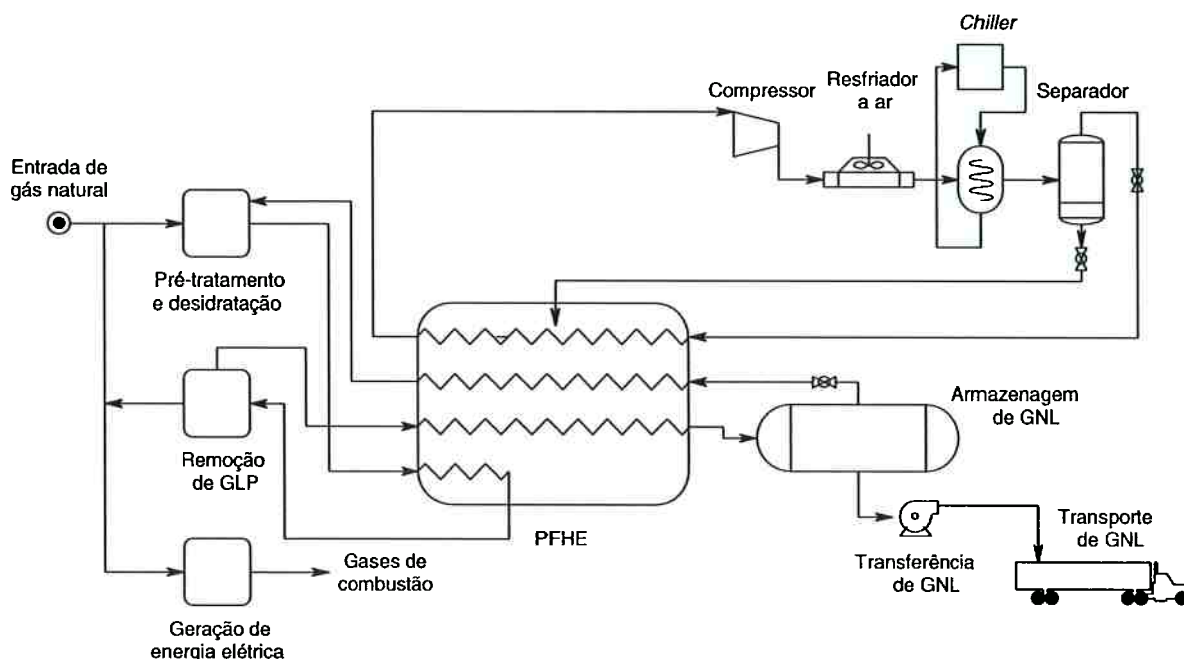 Chiller
Compressor
Resfriador
a ar
Separador
Entrada de
gás natural
Pré-tratamento
e desidratação
Armazenagem
de GNL
Remoção
de GLP
PFHE
Gases de
combustão
Transferência
de GNL
Transporte
de GNL
Geração de
energia elétrica